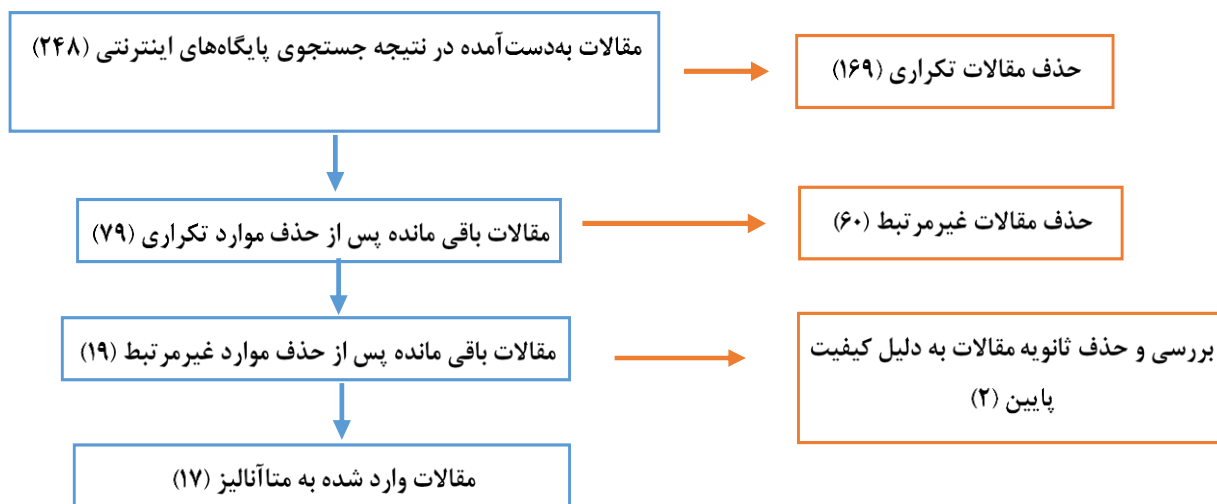 مقالات به‌دست‌آمده در نتیجه جستجوی پایگاه‌های اینترنتی (۲۴۸)
حذف مقالات تکراری (۱۶۹)
مقالات باقی مانده پس از حذف موارد تکراری (۷۹)
حذف مقالات غیرمرتبط (۶۰)
مقالات باقی مانده پس از حذف موارد غیرمرتبط (۱۹)
بررسی و حذف ثانویه مقالات به دلیل کیفیت
پایین (۲)
مقالات وارد شده به متاآنالیز (۱۷)